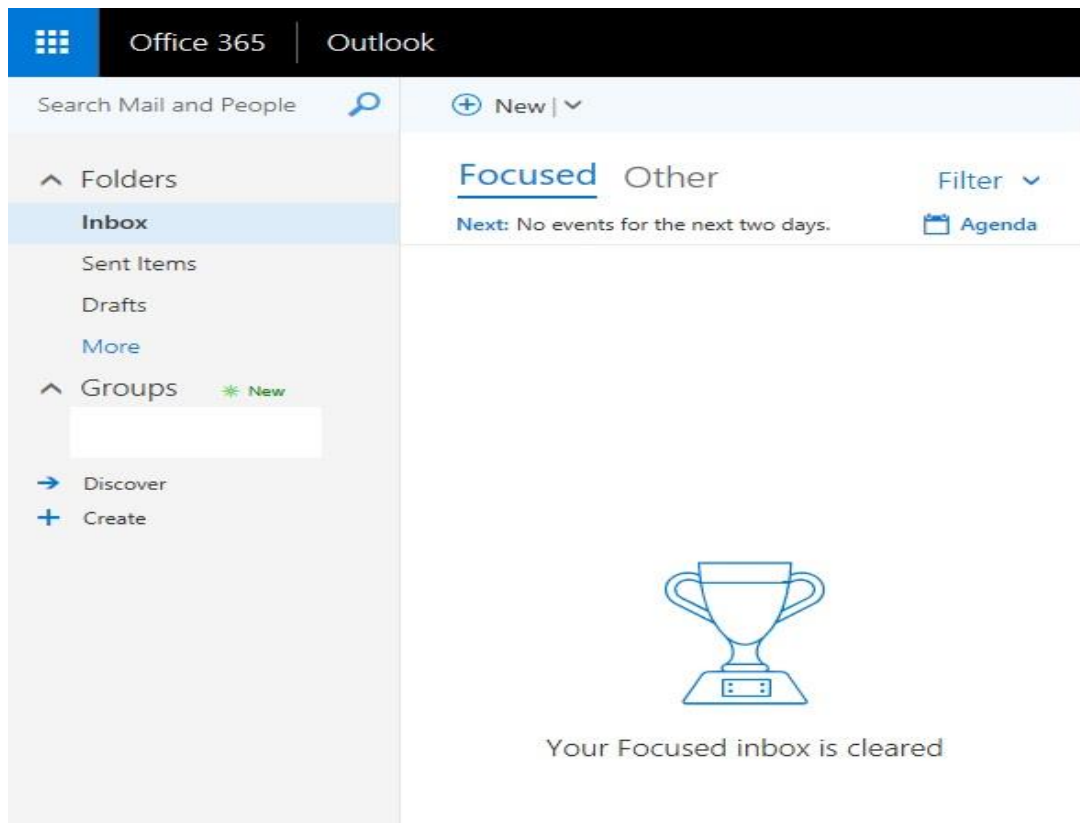 Office 365 Outlook
Search Mail and People
New
Folders
Inbox
Sent Items
Drafts
More
Groups New
Discover
Create
Focused Other Filter
Next: No events for the next two days. Agenda
Your Focused inbox is cleared